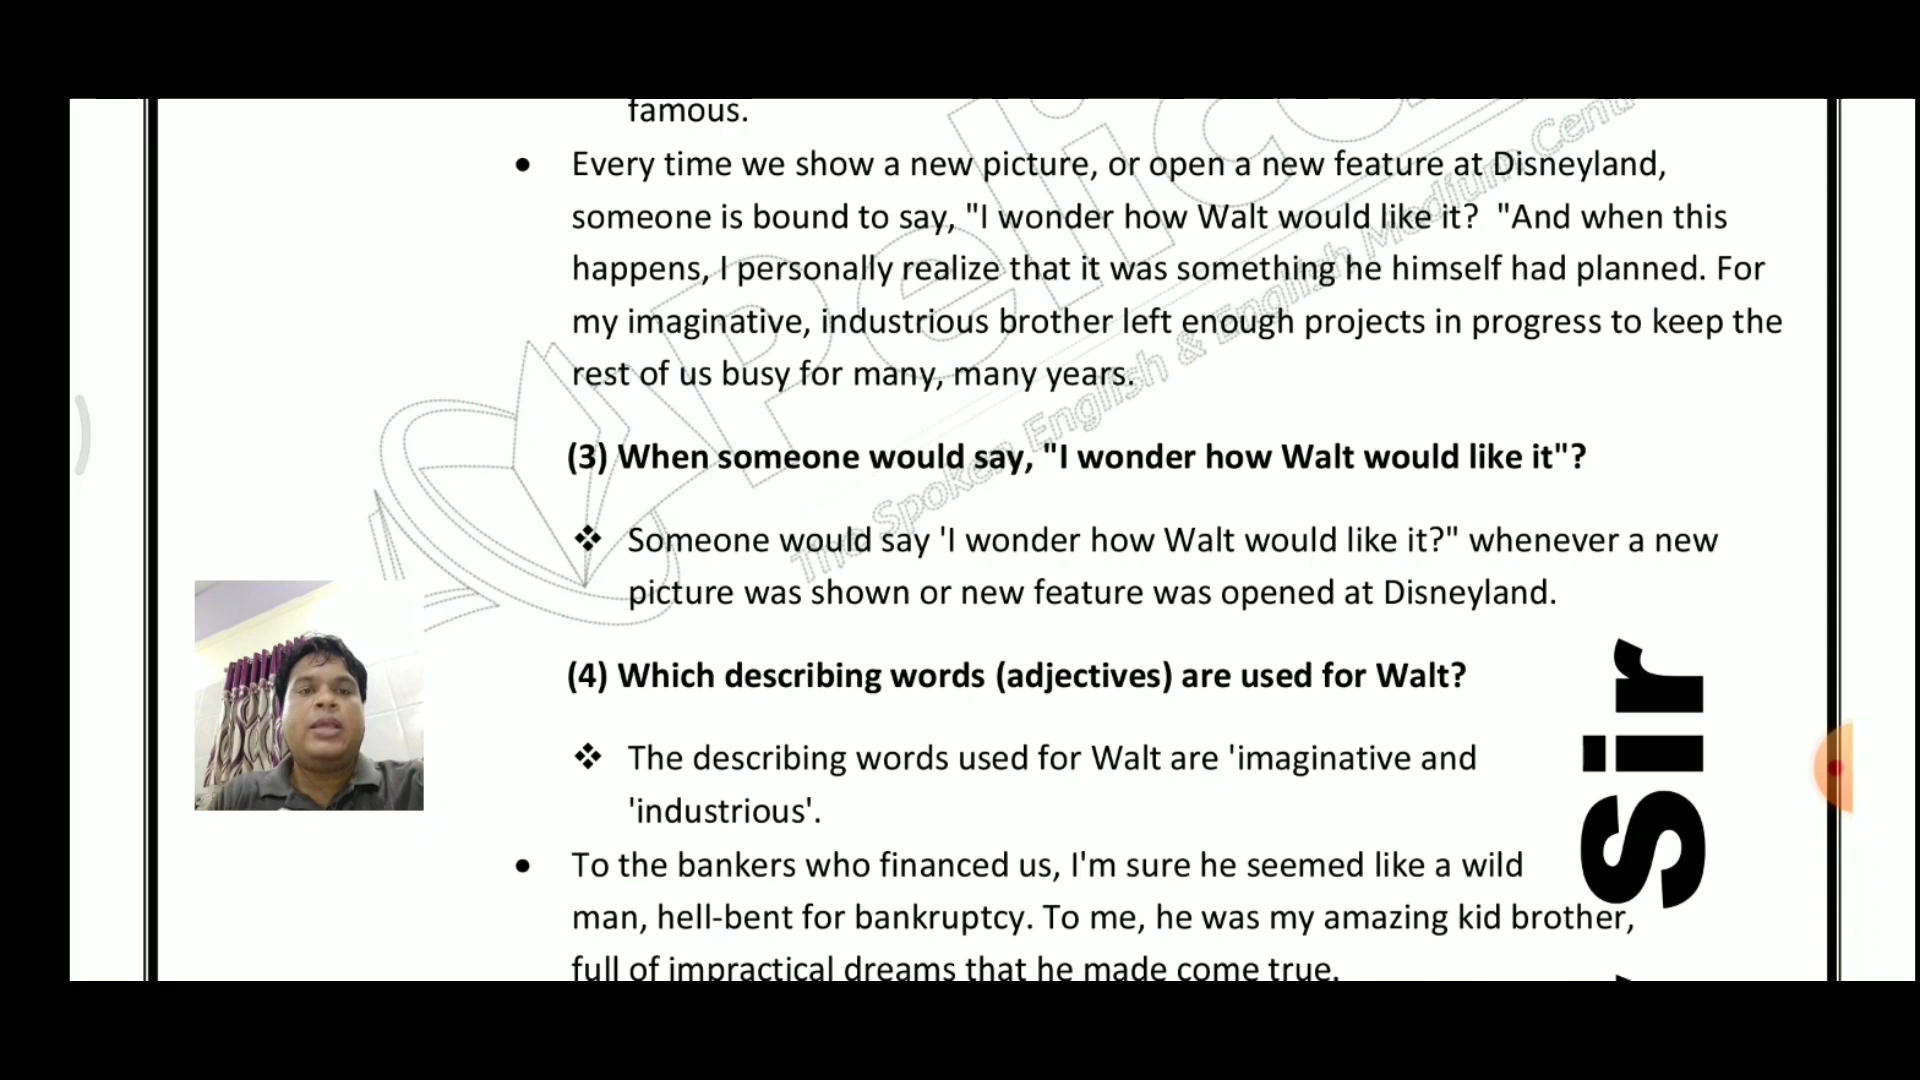 famous.
• Every time we show a new picture, or open a new feature at Disneyland,
someone is bound to say, "I wonder how Walt would like it?  "And when this
happens, I personally realize that it was something he himself had planned. For
my imaginative, industrious brother left enough projects in progress to keep the
rest of us busy for many, many years.
(3) When someone would say, "I wonder how Walt would like it"?
❖ Someone would say 'I wonder how Walt would like it?" whenever a new
picture was shown or new feature was opened at Disneyland.
(4) Which describing words (adjectives) are used for Walt?
❖ The describing words used for Walt are 'imaginative and
'industrious'.
• To the bankers who financed us, I'm sure he seemed like a wild
man, hell-bent for bankruptcy. To me, he was my amazing kid brother,
full of impractical dreams that he made come true.
Sir
The Spoken English & English Medium